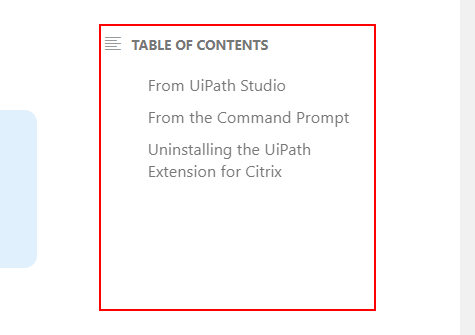 TABLE OF CONTENTS
From UiPath Studio
From the Command Prompt
Uninstalling the UiPath
Extension for Citrix